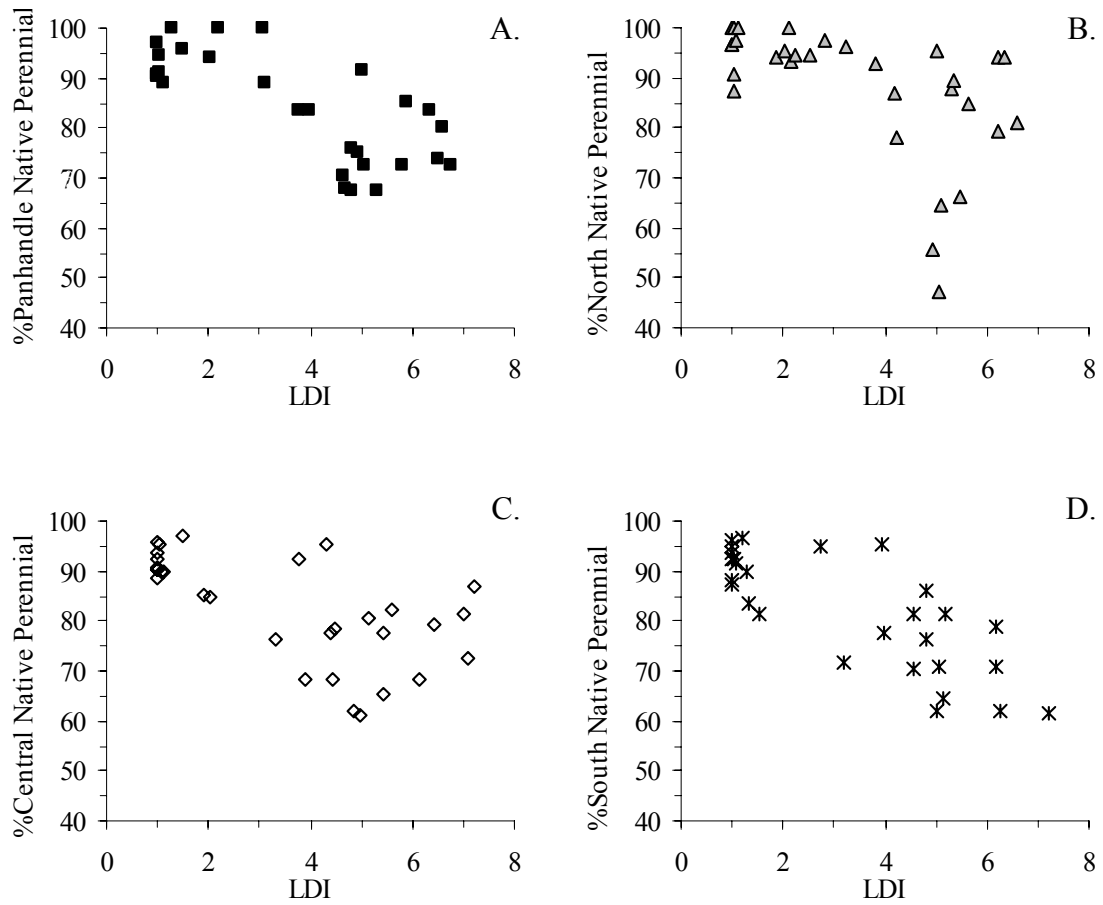 A.
%Panhandle Native Perennial
100
90
80
70
60
50
40
0 2 4 6 8
LDI
B.
%North Native Perennial
100
90
80
70
60
50
40
0 2 4 6 8
LDI
C.
%Central Native Perennial
100
90
80
70
60
50
40
0 2 4 6 8
LDI
D.
%South Native Perennial
100
90
80
70
60
50
40
0 2 4 6 8
LDI